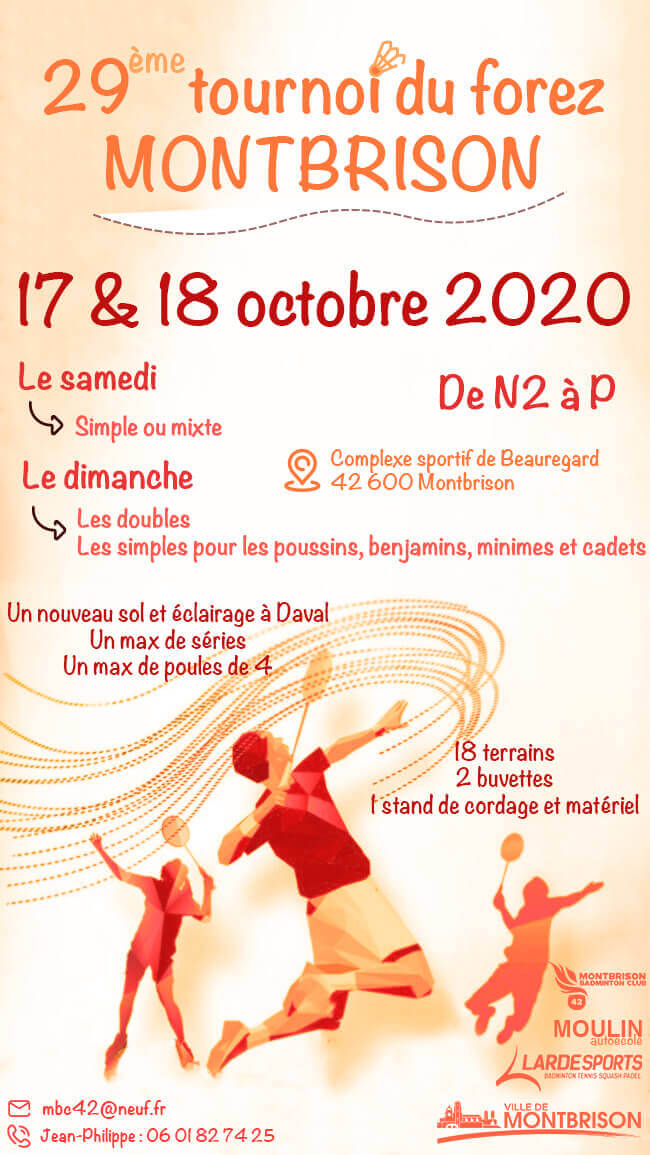 29ème tournoi du forez
MONTBRISON
17 & 18 octobre 2020
Le samedi
Simple ou mixte
De N2 à P
Le dimanche
Complexe sportif de Beauregard
42 600 Montbrison
Les doubles
Les simples pour les poussins, benjamins, minimes et cadets
Un nouveau sol et éclairage à Daval
Un max de séries
Un max de poules de 4
18 terrains
2 buvettes
1 stand de cordage et matériel
MONTBRISON
BADMINTON CLUB
42
MOULIN
autoécole
LARDESPORTS
BADMINTON TENNIS SQUASH PADEL
mbc42@neuf.fr
Jean-Philippe : 06 01 82 74 25
VILLE DE
MONTBRISON